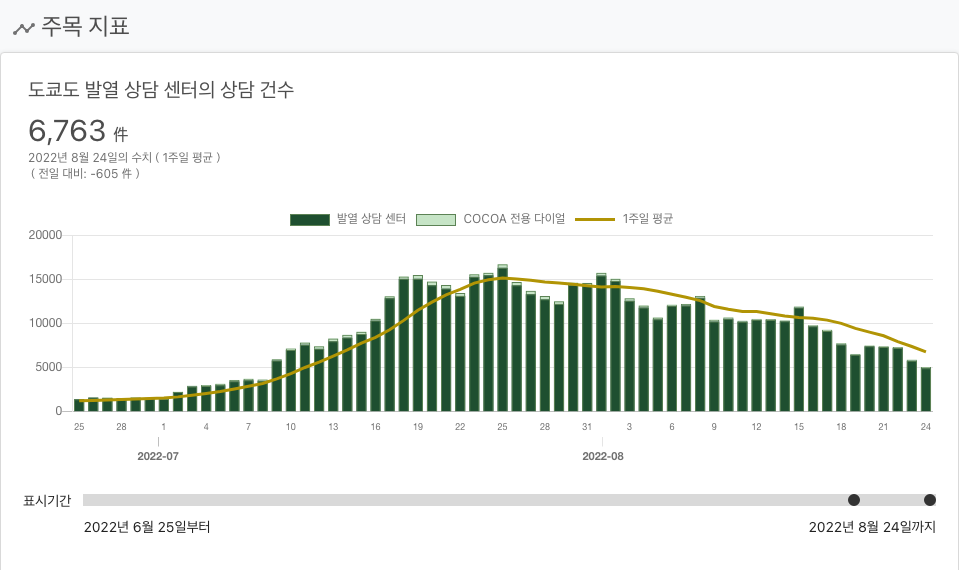 주목 지표
도쿄도 발열 상담 센터의 상담 건수
6,763 件
2022년 8월 24일의 수치 ( 1주일 평균 )
( 전일 대비: -605 件 )
발열 상담 센터 COCOA 전용 다이얼 1주일 평균
20000
15000
10000
5000
0
25 28 1 4 7 10 13 16 19 22 25 28 31 3 6 9 12 15 18 21 24
2022-07 2022-08
표시기간
2022년 6월 25일부터 2022년 8월 24일까지